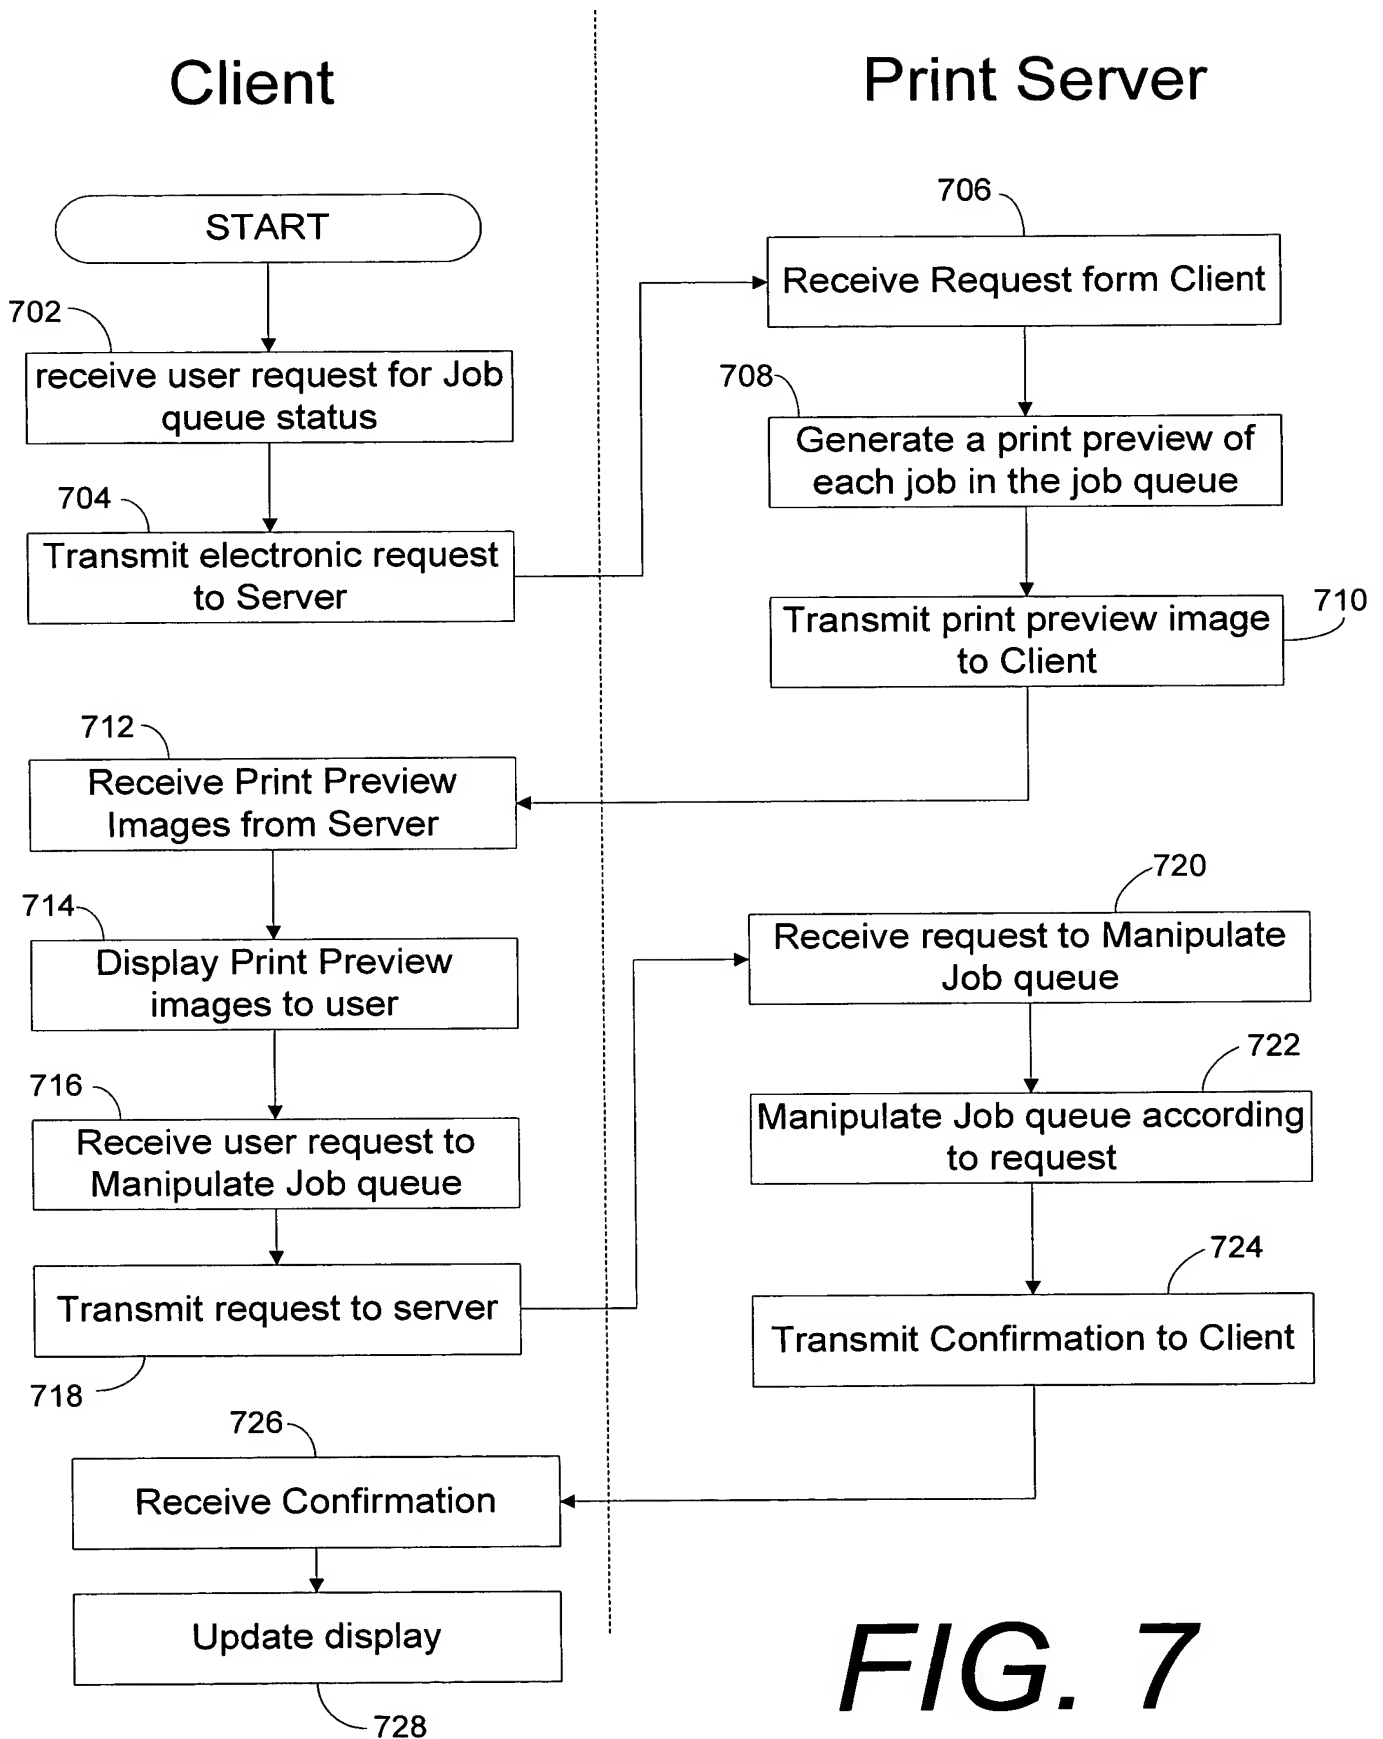 Client
Print Server
START
702
receive user request for Job
queue status
704
Transmit electronic request
to Server
706
Receive Request form Client
708
Generate a print preview of
each job in the job queue
710
Transmit print preview image
to Client
712
Receive Print Preview
Images from Server
714
Display Print Preview
images to user
716
Receive user request to
Manipulate Job queue
Transmit request to server
718
720
Receive request to Manipulate
Job queue
722
Manipulate Job queue according
to request
724
Transmit Confirmation to Client
726
Receive Confirmation
Update display
728
FIG. 7